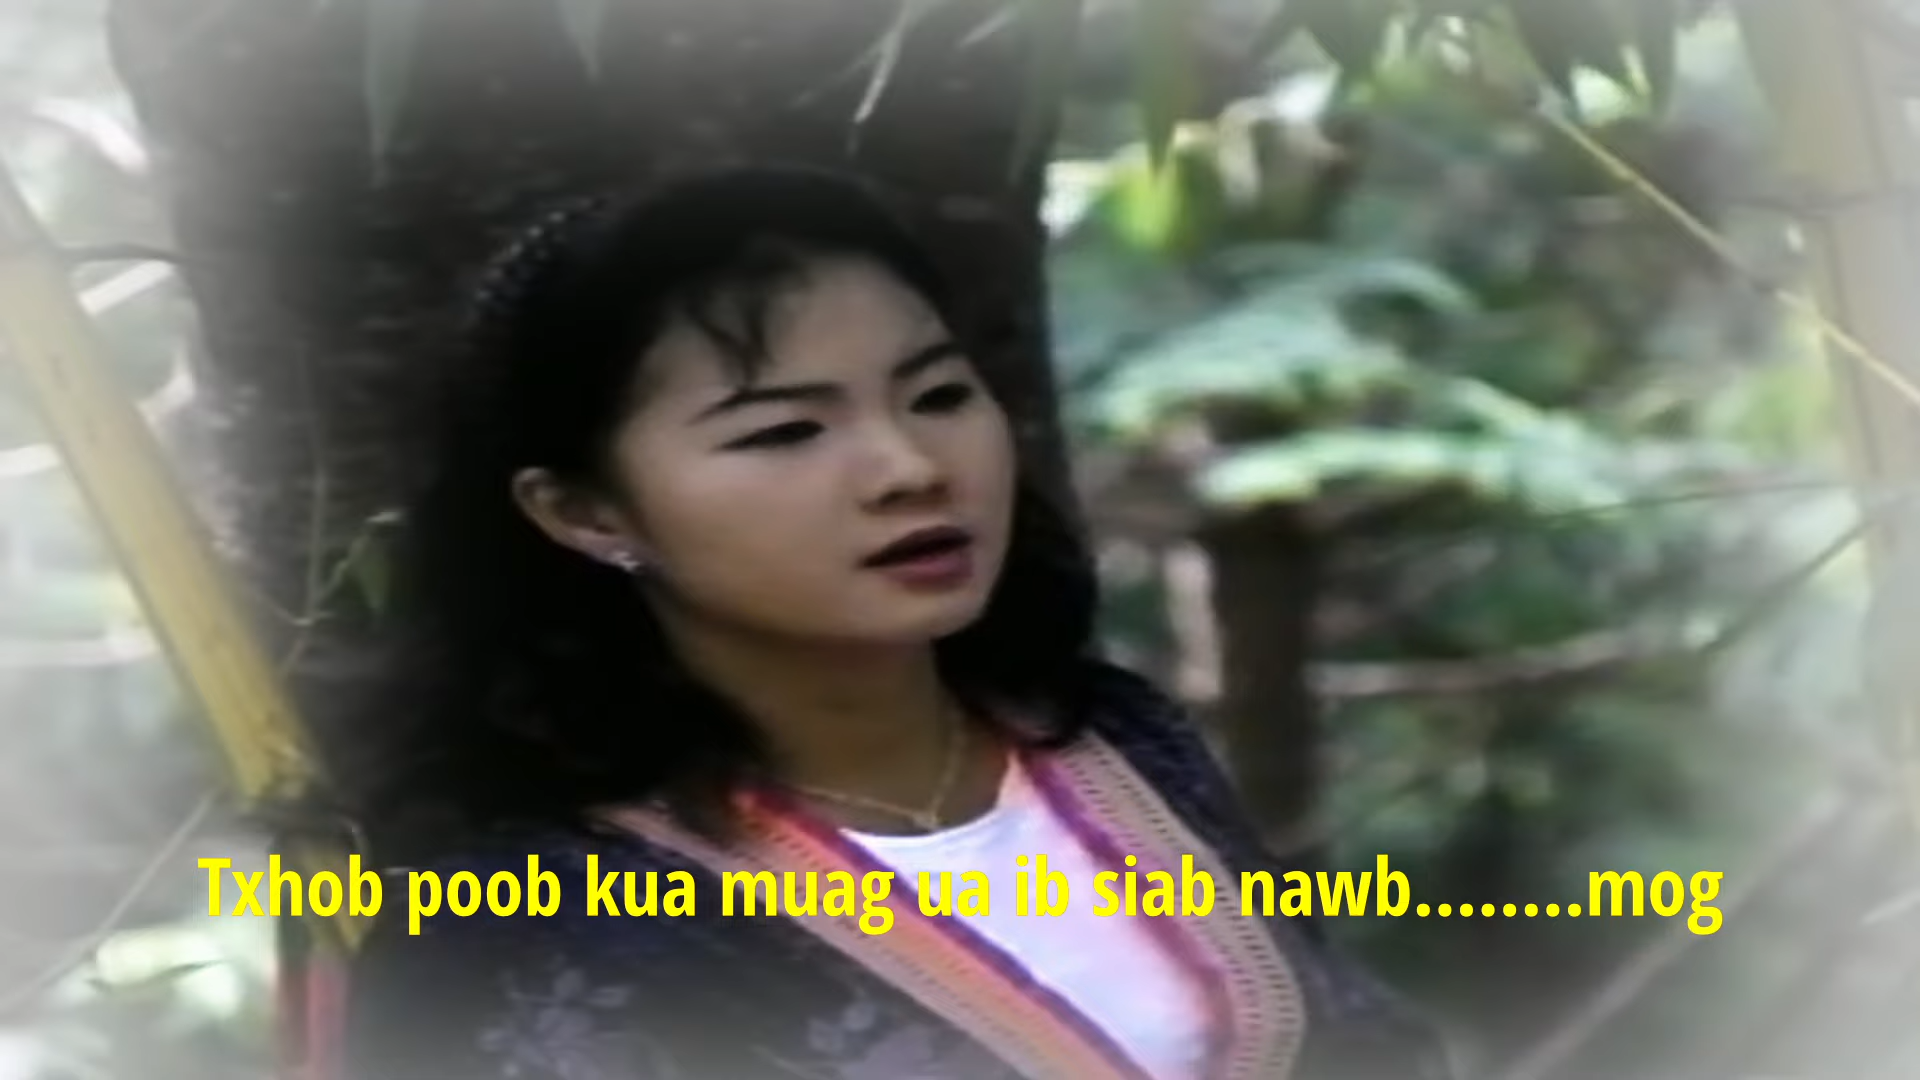 Txhob poob kua muag ua ib siab nawb........mog